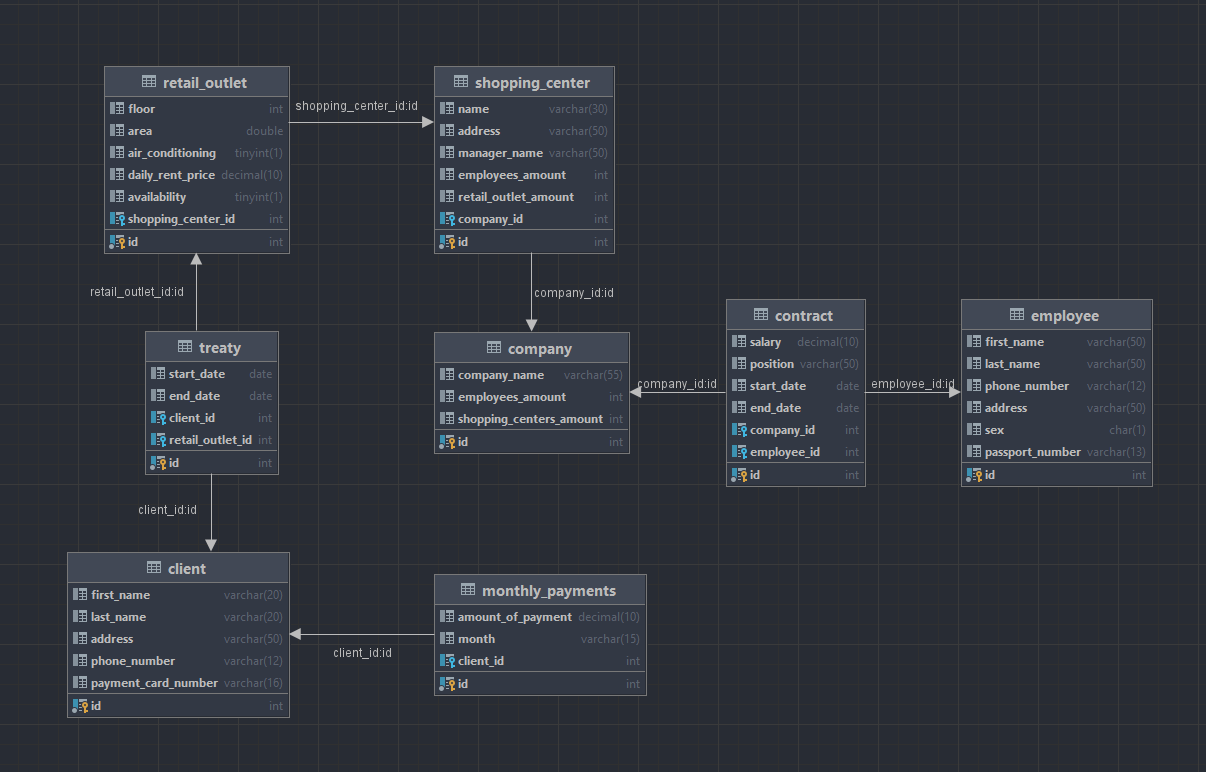 retail_outlet
floor int
area double
air_conditioning tinyint(1)
daily_rent_price decimal(10)
availability tinyint(1)
shopping_center_id int
id int
shopping_center_id:id
shopping_center
name varchar(30)
address varchar(50)
manager_name varchar(50)
employees_amount int
retail_outlet_amount int
company_id int
id int
retail_outlet_id:id
company_id:id
treaty
start_date date
end_date date
client_id int
retail_outlet_id int
id int
company
company_name varchar(55)
employees_amount int
shopping_centers_amount int
id int
company_id:id
contract
salary decimal(10)
position varchar(50)
start_date date
end_date date
company_id int
employee_id int
id int
employee_id:id
employee
first_name varchar(50)
last_name varchar(50)
phone_number varchar(12)
address varchar(50)
sex char(1)
passport_number varchar(13)
id int
client_id:id
client
first_name varchar(20)
last_name varchar(20)
address varchar(50)
phone_number varchar(12)
payment_card_number varchar(16)
id int
client_id:id
monthly_payments
amount_of_payment decimal(10)
month varchar(15)
client_id int
id int